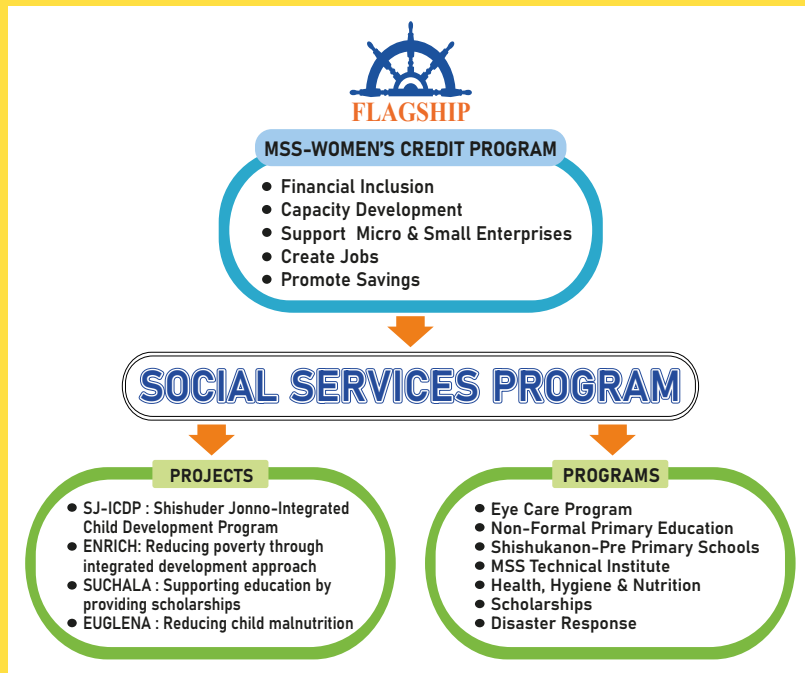 FLAGSHIP
MSS-WOMEN'S CREDIT PROGRAM
● Financial Inclusion
● Capacity Development
● Support Micro & Small Enterprises
● Create Jobs
● Promote Savings
SOCIAL SERVICES PROGRAM
PROJECTS
● SJ-ICDP : Shishuder Jonno-Integrated
Child Development Program
● ENRICH: Reducing poverty through
integrated development approach
● SUCHALA : Supporting education by
providing scholarships
● EUGLENA : Reducing child malnutrition
PROGRAMS
● Eye Care Program
● Non-Formal Primary Education
● Shishukanon-Pre Primary Schools
● MSS Technical Institute
● Health, Hygiene & Nutrition
● Scholarships
● Disaster Response